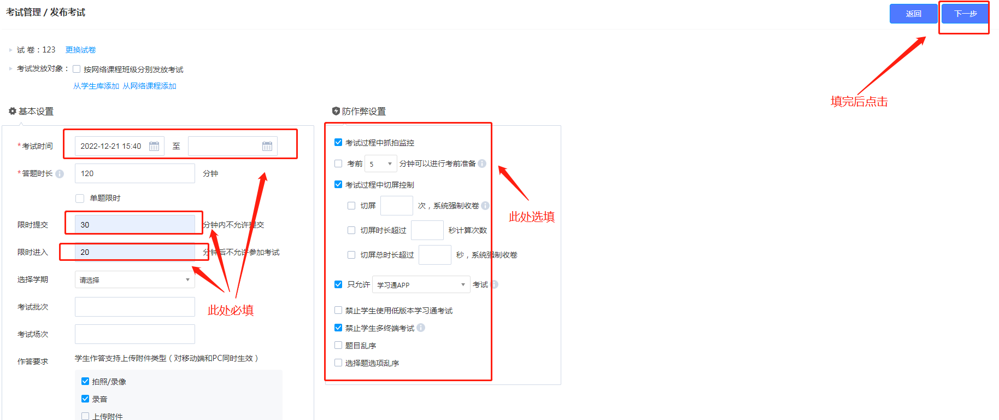 考试管理 / 发布考试
返回
下一步
试 卷：123 更换试卷
考试发放对象： 按网络课程班级分别发放考试
从学生库添加 从网络课程添加
填完后点击
基本设置
*考试时间 2022-12-21 15:40 至
*答题时长 120 分钟
单题限时
限时提交 30 分钟内不允许提交
限时进入 20 分钟后不允许参加考试
选择学期 请选择
考试批次
此处必填
考试场次
作答要求 学生作答支持上传附件类型（对移动端和PC同时生效）
拍照/录像
录音
上传附件
防作弊设置
考试过程中抓拍监控
考前 5 分钟可以进行考前准备
考试过程中切屏控制
切屏 次，系统强制收卷
此处选填
切屏时长超过 秒计算次数
切屏总时长超过 秒，系统强制收卷
只允许 学习通APP 考试
禁止学生使用低版本学习通考试
禁止学生多终端考试
题目乱序
选择题选项乱序